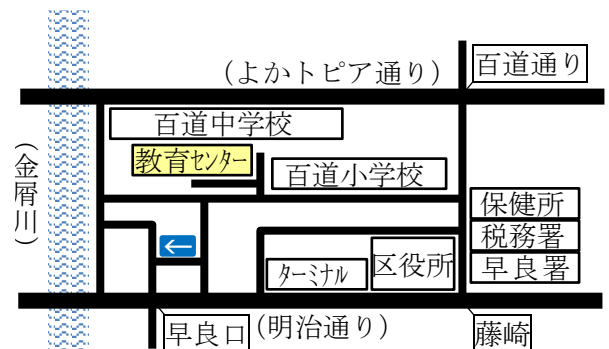 百道通り
(よかトピア通り)
百道中学校
教育センター
百道小学校
(金屑川)
保健所
税務署
早良署
←
ターミナル
区役所
早良口
(明治通り)
藤崎